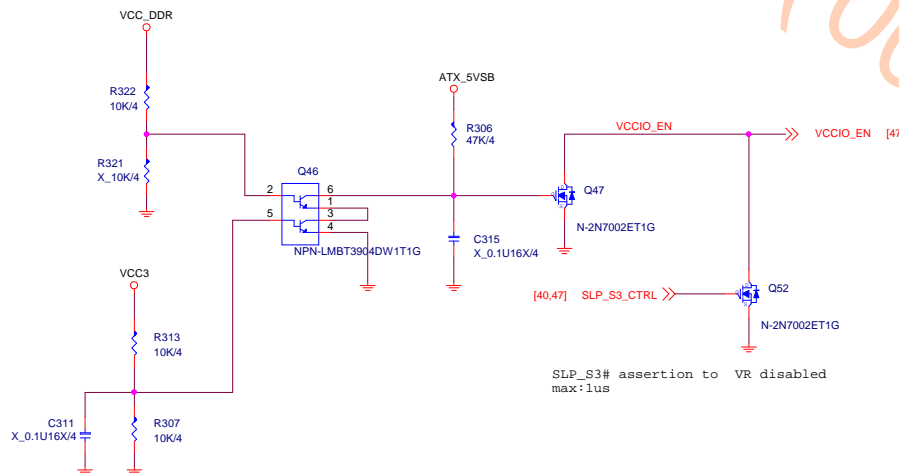 VCC_DDR
R322
10K/4
R321
X_10K/4
ATX_5VSB
R306
47K/4
VCCIO_EN
VCCIO_EN [47
Q46
2
6
1
5
3
4
NPN-LMBT3904DW1T1G
Q47
N-2N7002ET1G
C315
X_0.1U16X/4
VCC3
R313
10K/4
[40,47] SLP_S3_CTRL
Q52
N-2N7002ET1G
SLP_S3# assertion to VR disabled
max:1us
C311
X_0.1U16X/4
R307
10K/4